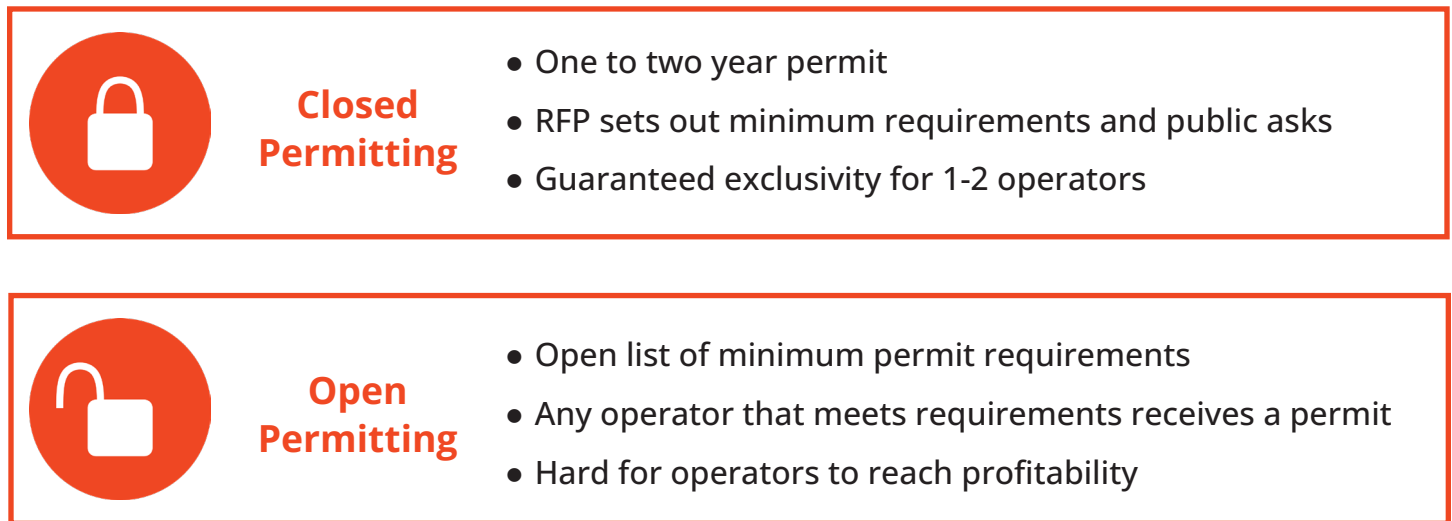 Closed
Permitting
● One to two year permit
● RFP sets out minimum requirements and public asks
● Guaranteed exclusivity for 1-2 operators
Open
Permitting
● Open list of minimum permit requirements
● Any operator that meets requirements receives a permit
● Hard for operators to reach profitability